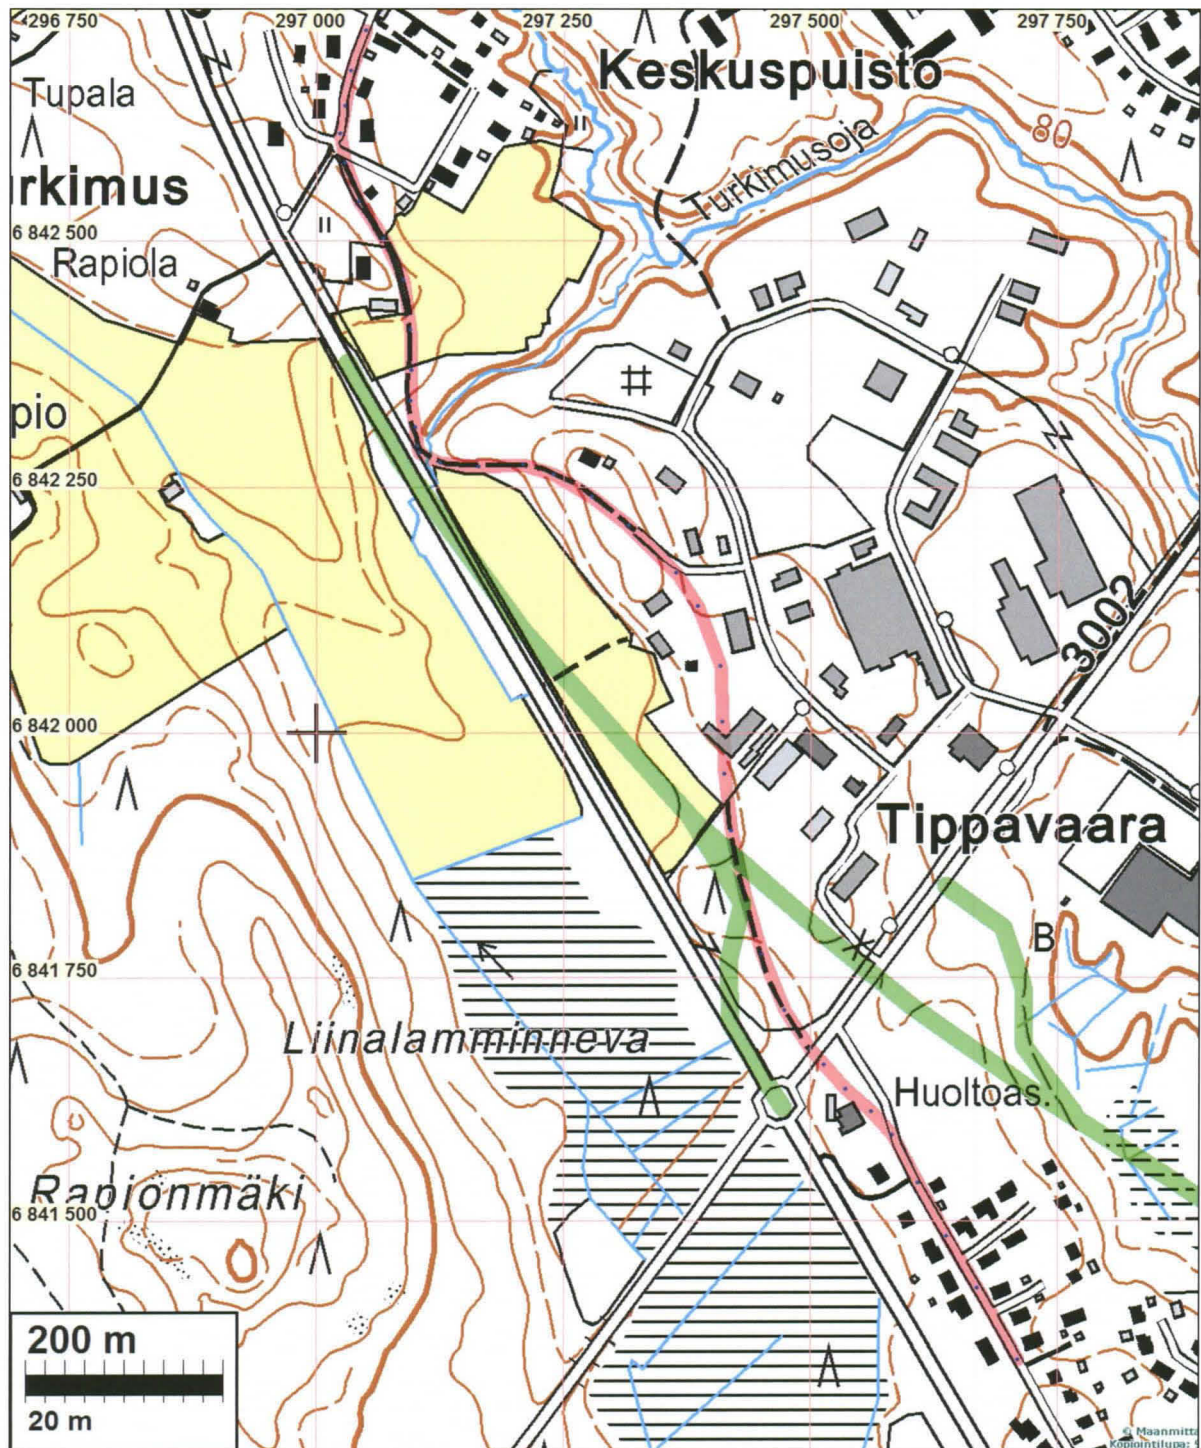 296 750
297 000
297 250
297 500
297 750
Keskuspuisto
Tupala
80
Turkimusoja
rkimus
6 842 500
Rapiola
pio
6 842 250
3002
6 842 000
Tippavaara
B
6 841 750
Liinalamminneva
Huoltoas.
Rapionmäki
6 841 500
200 m
20 m
© Maanmitta
Kopiointilupa